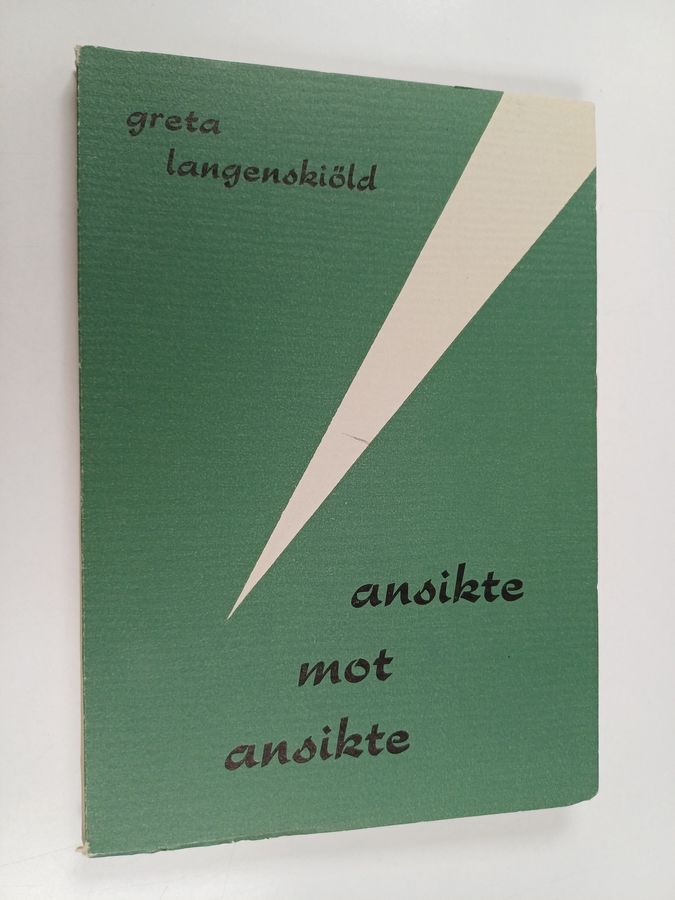 greta
langenskiöld
ansikte
mot
ansikte